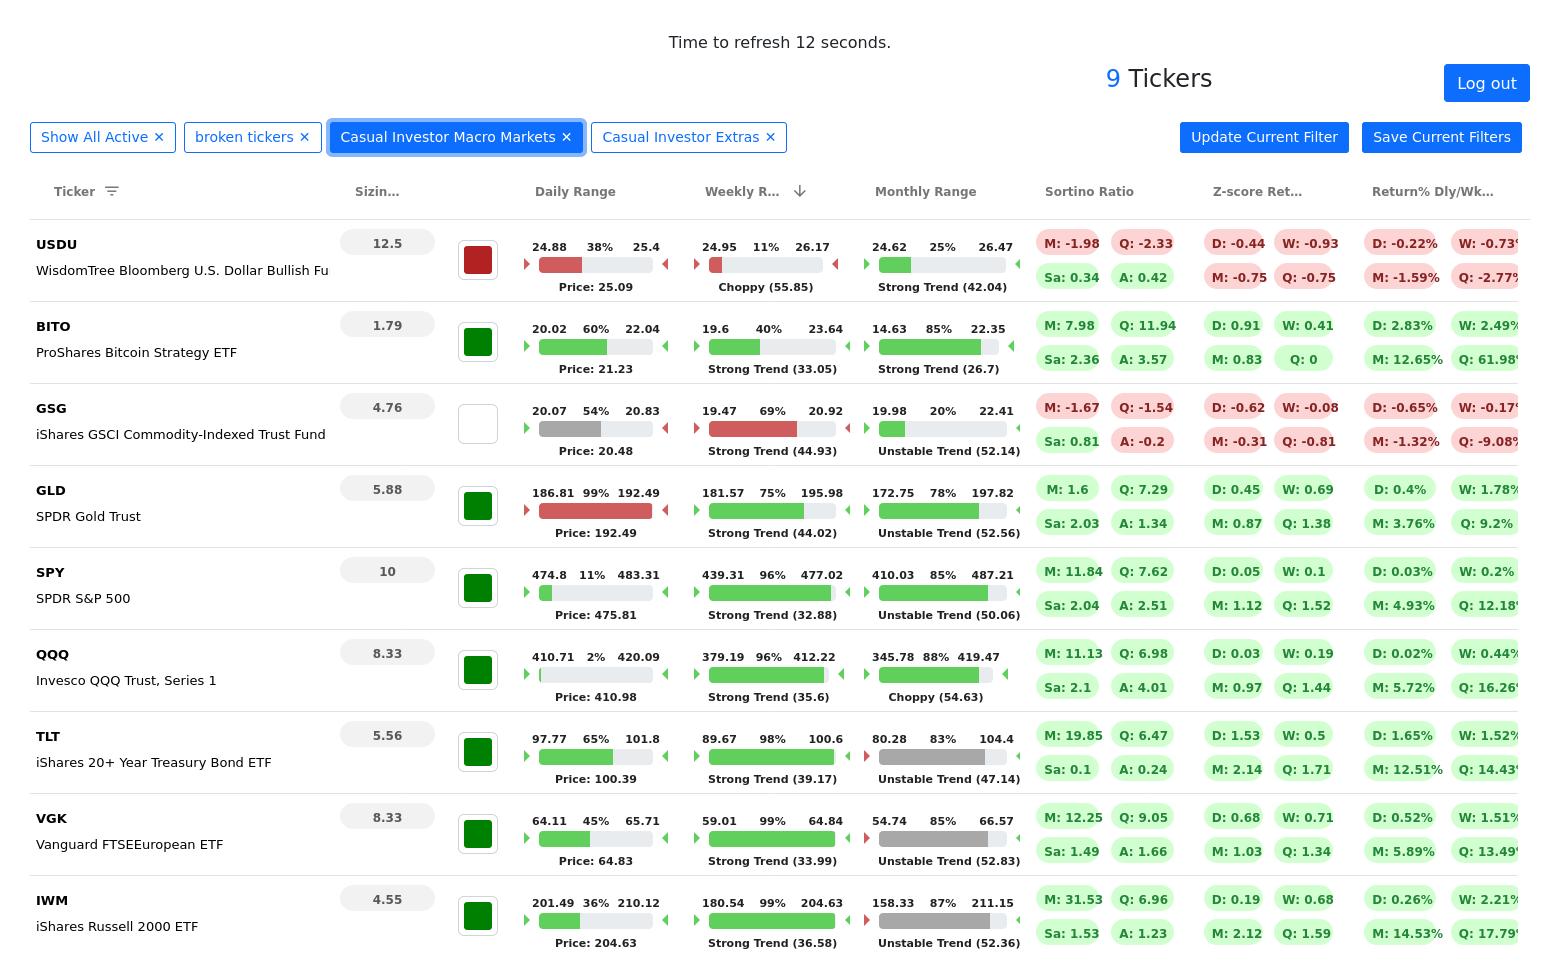 Time to refresh 12 seconds.
9 Tickers
Log out
Show All Active ✕ broken tickers ✕ Casual Investor Macro Markets ✕ Casual Investor Extras ✕ Update Current Filter Save Current Filters
Ticker Sizin... Daily Range Weekly R... Monthly Range Sortino Ratio Z-score Ret... Return% Dly/Wk...
USDU 12.5 M: -1.98 Q: -2.33 D: -0.44 W: -0.93 D: -0.22% W: -0.73%
24.88 38% 25.4 24.95 11% 26.17 24.62 25% 26.47
WisdomTree Bloomberg U.S. Dollar Bullish Fu Sa: 0.34 A: 0.42 M: -0.75 Q: -0.75 M: -1.59% Q: -2.77%
Price: 25.09 Choppy (55.85) Strong Trend (42.04)
BITO 1.79 M: 7.98 Q: 11.94 D: 0.91 W: 0.41 D: 2.83% W: 2.49%
20.02 60% 22.04 19.6 40% 23.64 14.63 85% 22.35
ProShares Bitcoin Strategy ETF Sa: 2.36 A: 3.57 M: 0.83 Q: 0 M: 12.65% Q: 61.98%
Price: 21.23 Strong Trend (33.05) Strong Trend (26.7)
GSG 4.76 M: -1.67 Q: -1.54 D: -0.62 W: -0.08 D: -0.65% W: -0.17%
20.07 54% 20.83 19.47 69% 20.92 19.98 20% 22.41
iShares GSCI Commodity-Indexed Trust Fund Sa: 0.81 A: -0.2 M: -0.31 Q: -0.81 M: -1.32% Q: -9.08%
Price: 20.48 Strong Trend (44.93) Unstable Trend (52.14)
GLD 5.88 M: 1.6 Q: 7.29 D: 0.45 W: 0.69 D: 0.4% W: 1.78%
186.81 99% 192.49 181.57 75% 195.98 172.75 78% 197.82
SPDR Gold Trust Sa: 2.03 A: 1.34 M: 0.87 Q: 1.38 M: 3.76% Q: 9.2%
Price: 192.49 Strong Trend (44.02) Unstable Trend (52.56)
SPY 10 M: 11.84 Q: 7.62 D: 0.05 W: 0.1 D: 0.03% W: 0.2%
474.8 11% 483.31 439.31 96% 477.02 410.03 85% 487.21
SPDR S&P 500 Sa: 2.04 A: 2.51 M: 1.12 Q: 1.52 M: 4.93% Q: 12.18%
Price: 475.81 Strong Trend (32.88) Unstable Trend (50.06)
QQQ 8.33 M: 11.13 Q: 6.98 D: 0.03 W: 0.19 D: 0.02% W: 0.44%
410.71 2% 420.09 379.19 96% 412.22 345.78 88% 419.47
Invesco QQQ Trust, Series 1 Sa: 2.1 A: 4.01 M: 0.97 Q: 1.44 M: 5.72% Q: 16.26%
Price: 410.98 Strong Trend (35.6) Choppy (54.63)
TLT 5.56 M: 19.85 Q: 6.47 D: 1.53 W: 0.5 D: 1.65% W: 1.52%
97.77 65% 101.8 89.67 98% 100.6 80.28 83% 104.4
iShares 20+ Year Treasury Bond ETF Sa: 0.1 A: 0.24 M: 2.14 Q: 1.71 M: 12.51% Q: 14.43%
Price: 100.39 Strong Trend (39.17) Unstable Trend (47.14)
VGK 8.33 M: 12.25 Q: 9.05 D: 0.68 W: 0.71 D: 0.52% W: 1.51%
64.11 45% 65.71 59.01 99% 64.84 54.74 85% 66.57
Vanguard FTSEEuropean ETF Sa: 1.49 A: 1.66 M: 1.03 Q: 1.34 M: 5.89% Q: 13.49%
Price: 64.83 Strong Trend (33.99) Unstable Trend (52.83)
IWM 4.55 M: 31.53 Q: 6.96 D: 0.19 W: 0.68 D: 0.26% W: 2.21%
201.49 36% 210.12 180.54 99% 204.63 158.33 87% 211.15
iShares Russell 2000 ETF Sa: 1.53 A: 1.23 M: 2.12 Q: 1.59 M: 14.53% Q: 17.79%
Price: 204.63 Strong Trend (36.58) Unstable Trend (52.36)